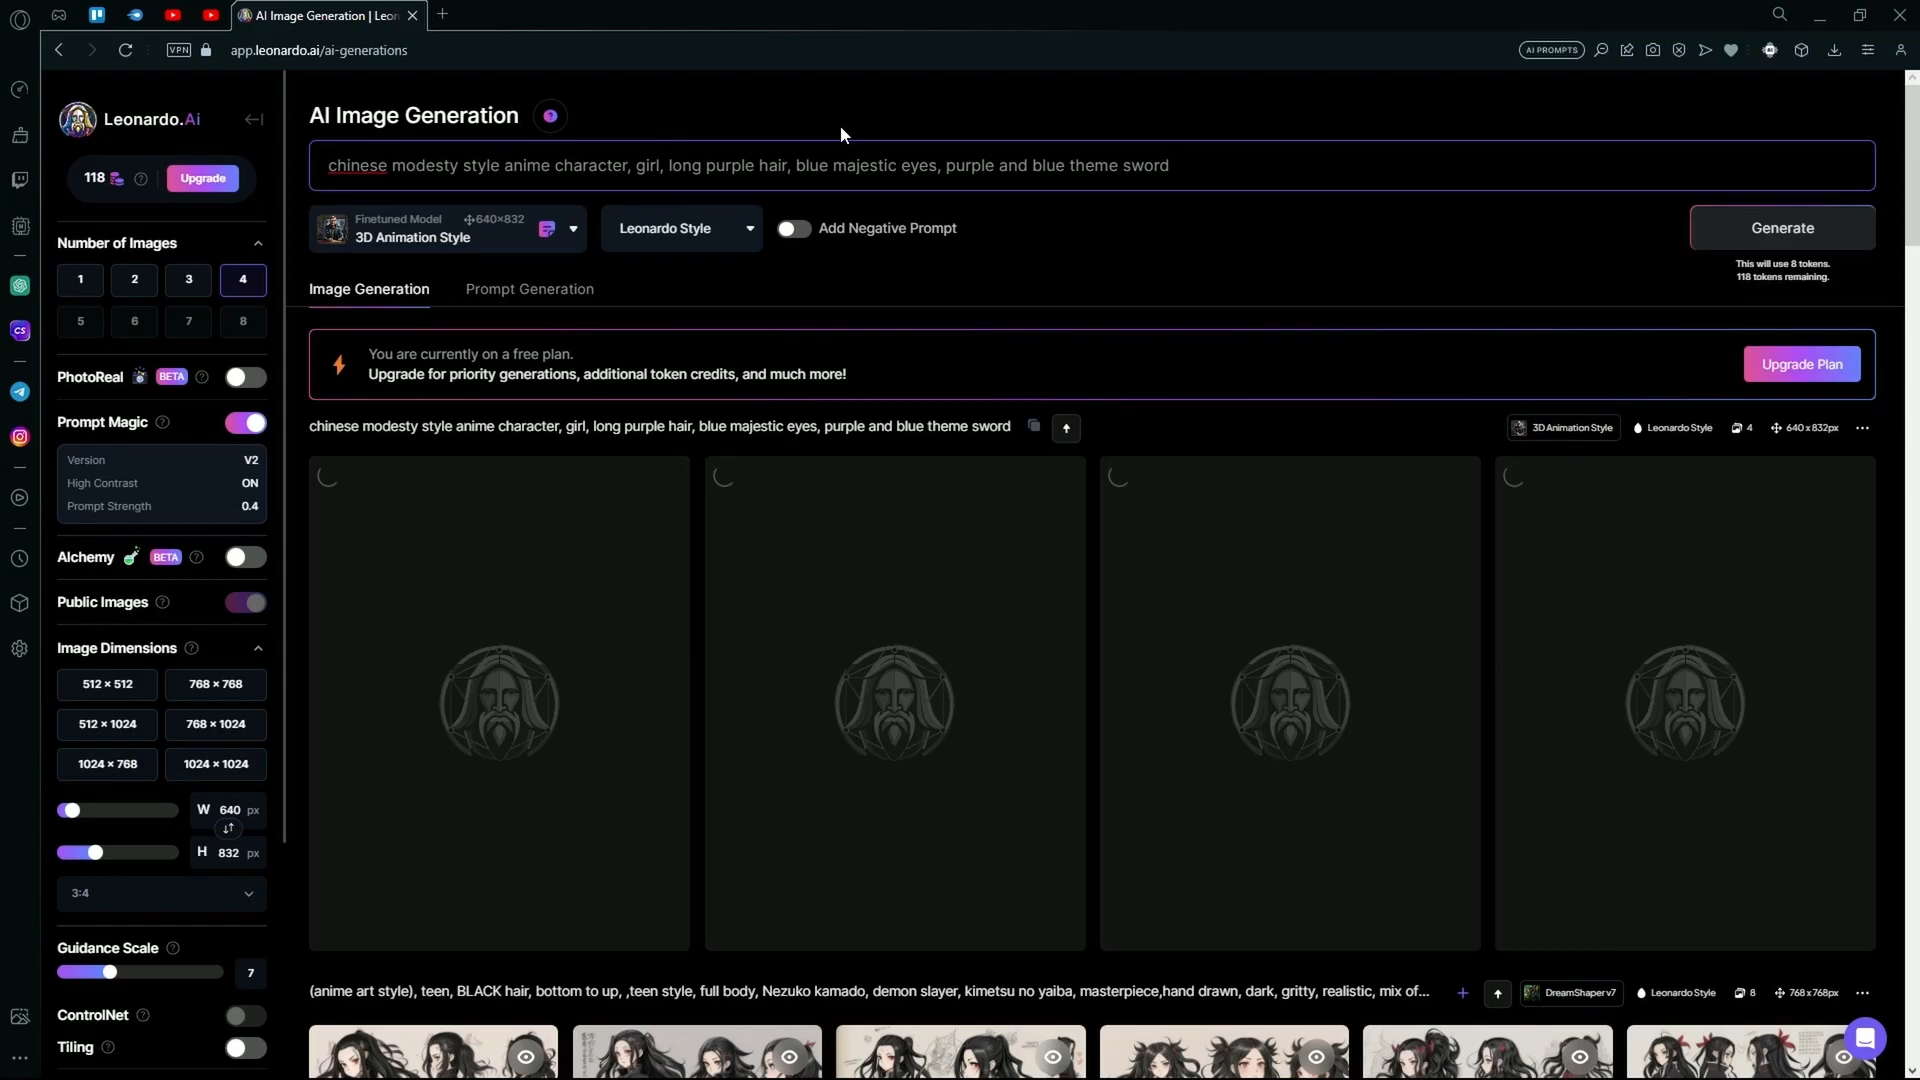 AI Image Generation | Leon
VPN
app.leonardo.ai/ai-generations
AI PROMPTS
Leonardo.Ai
118
Upgrade
Number of Images
1
2
3
4
5
6
7
8
PhotoReal
BETA
Prompt Magic
Version
V2
High Contrast
ON
Prompt Strength
0.4
Alchemy
BETA
Public Images
Image Dimensions
512 × 512
768 × 768
512 × 1024
768 × 1024
1024 × 768
1024 × 1024
W 640 px
H 832 px
3:4
Guidance Scale
7
ControlNet
Tiling
AI Image Generation
?
chinese modesty style anime character, girl, long purple hair, blue majestic eyes, purple and blue theme sword
Finetuned Model
640×832
3D Animation Style
Leonardo Style
Add Negative Prompt
Generate
This will use 8 tokens.
118 tokens remaining.
Image Generation
Prompt Generation
You are currently on a free plan.
Upgrade for priority generations, additional token credits, and much more!
Upgrade Plan
chinese modesty style anime character, girl, long purple hair, blue majestic eyes, purple and blue theme sword
3D Animation Style
Leonardo Style
4
640 x 832px
(anime art style), teen, BLACK hair, bottom to up, ,teen style, full body, Nezuko kamado, demon slayer, kimetsu no yaiba, masterpiece,hand drawn, dark, gritty, realistic, mix of...
DreamShaper v7
Leonardo Style
8
768 x 768px
CS